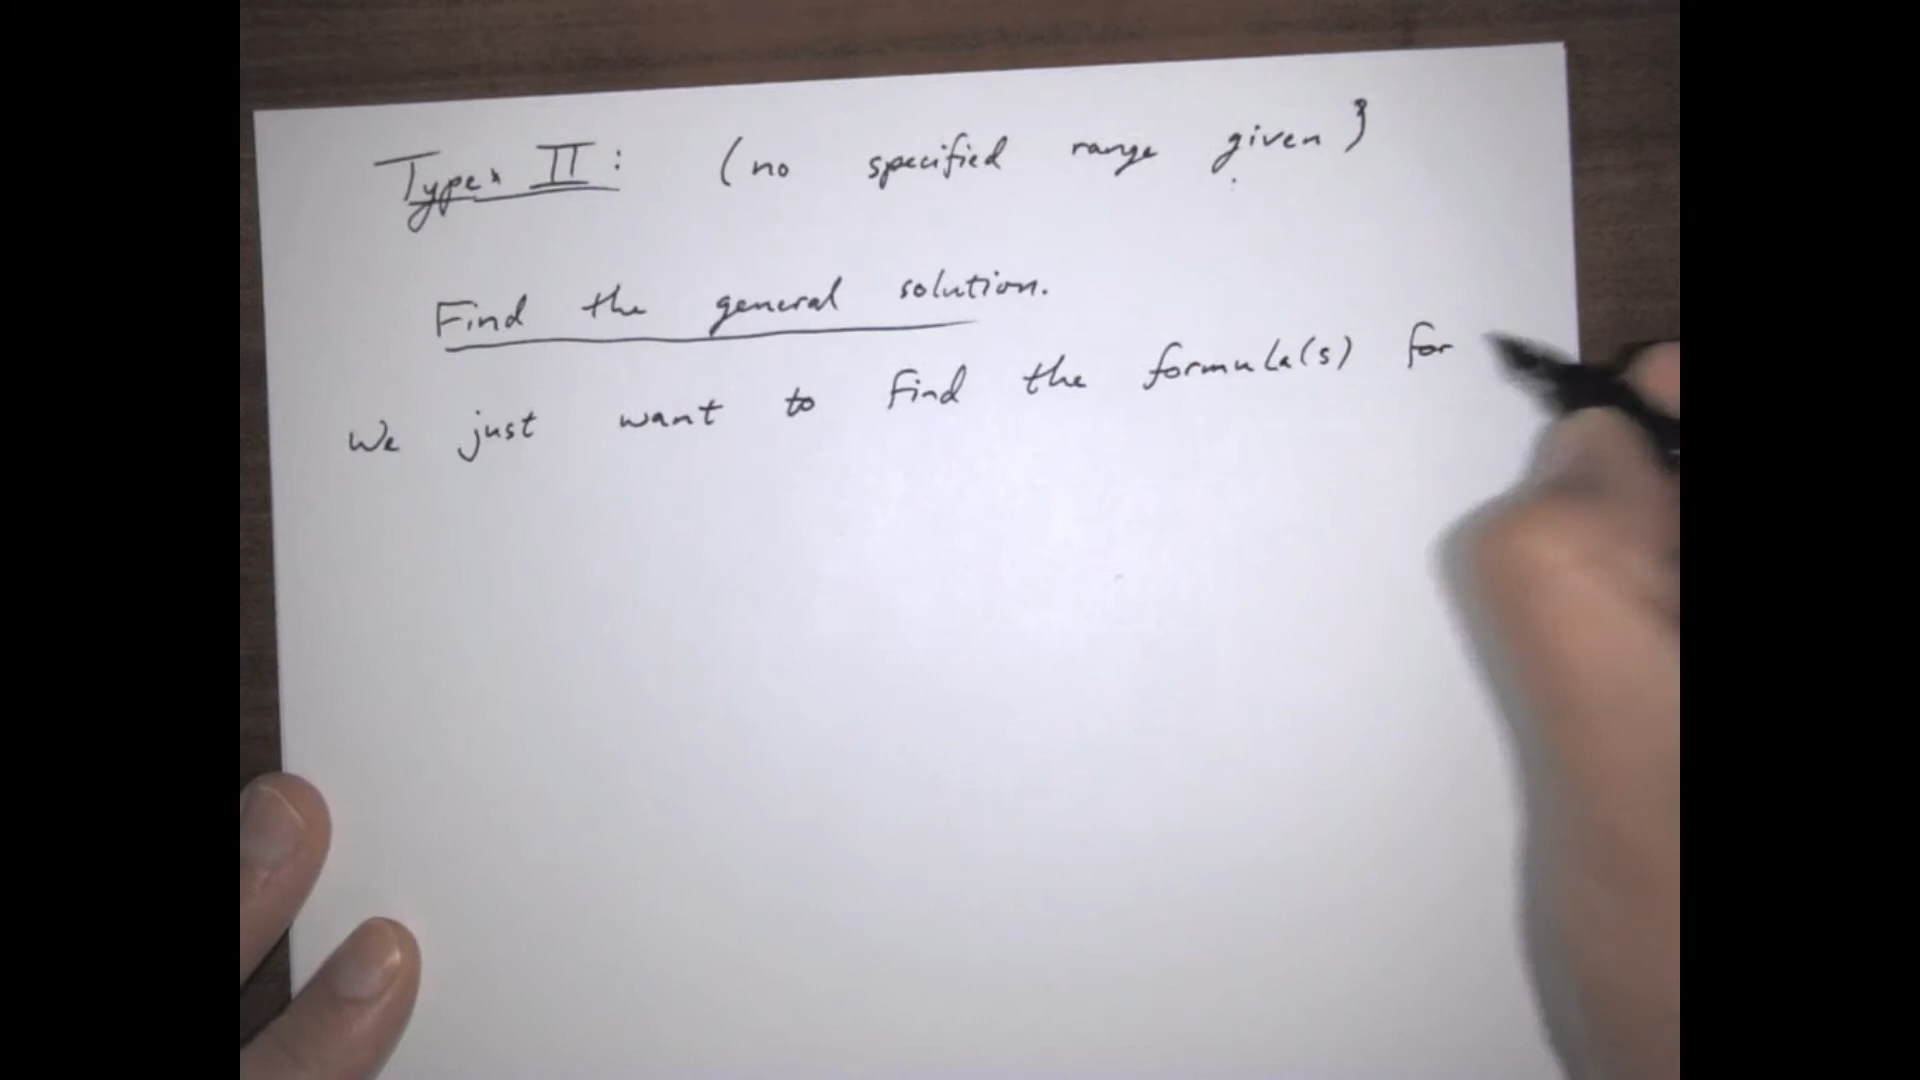 Type II: (no specified range given)
Find the general solution.
We just want to find the formula(s) for